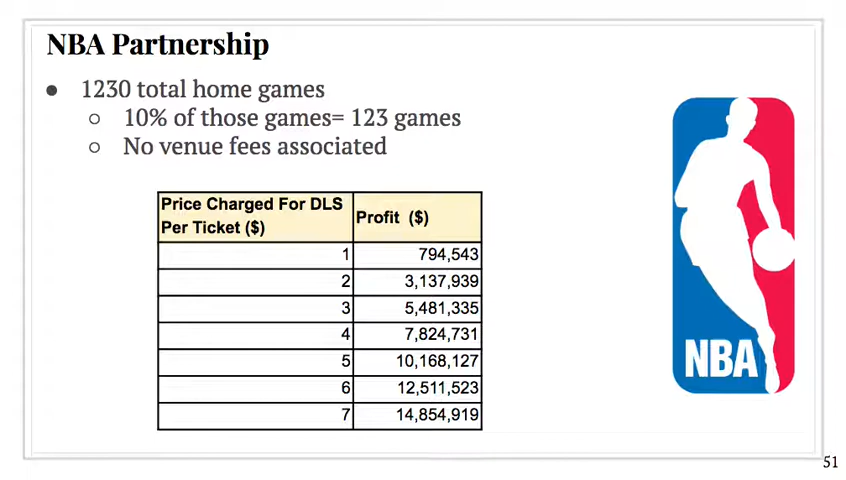 NBA Partnership
● 1230 total home games
○ 10% of those games= 123 games
○ No venue fees associated
Price Charged For DLS Per Ticket ($) Profit ($)
1 794,543
2 3,137,939
3 5,481,335
4 7,824,731
5 10,168,127
6 12,511,523
7 14,854,919
NBA
51